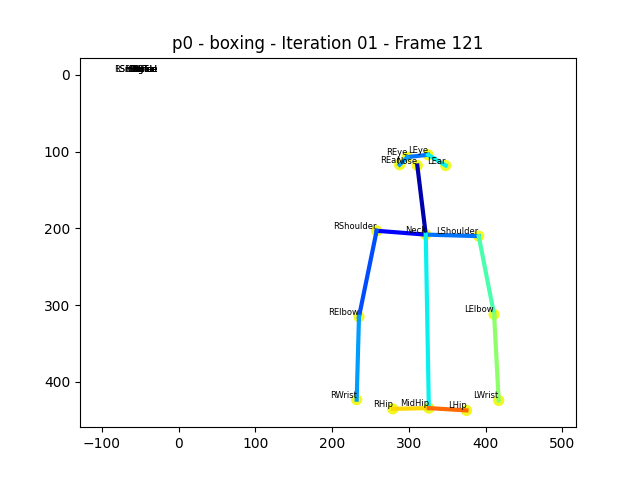 p0 - boxing - Iteration 01 - Frame 121
0
100
REye LEye
REar Nose LEar
200
RShoulder Neck LShoulder
300
RElbow LElbow
400
RWrist LWrist
RHip MidHip LHip
−100 0 100 200 300 400 500